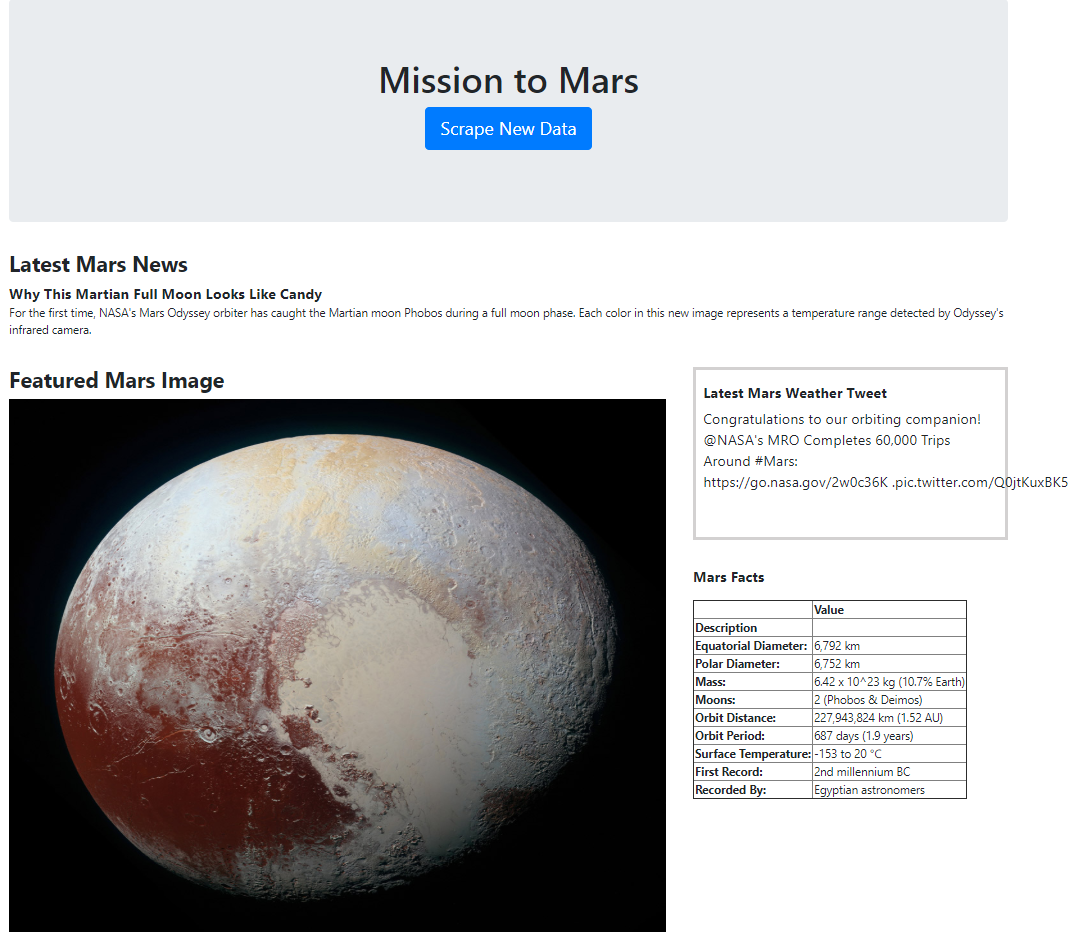 Mission to Mars
Scrape New Data
Latest Mars News
Why This Martian Full Moon Looks Like Candy
For the first time, NASA's Mars Odyssey orbiter has caught the Martian moon Phobos during a full moon phase. Each color in this new image represents a temperature range detected by Odyssey's
infrared camera.
Featured Mars Image
Latest Mars Weather Tweet
Congratulations to our orbiting companion!
@NASA's MRO Completes 60,000 Trips
Around #Mars:
https://go.nasa.gov/2w0c36K .pic.twitter.com/Q0jtKuxBK5
Mars Facts
Value
Description
Equatorial Diameter: 6,792 km
Polar Diameter: 6,752 km
Mass: 6.42 x 10^23 kg (10.7% Earth)
Moons: 2 (Phobos & Deimos)
Orbit Distance: 227,943,824 km (1.52 AU)
Orbit Period: 687 days (1.9 years)
Surface Temperature: -153 to 20 °C
First Record: 2nd millennium BC
Recorded By: Egyptian astronomers